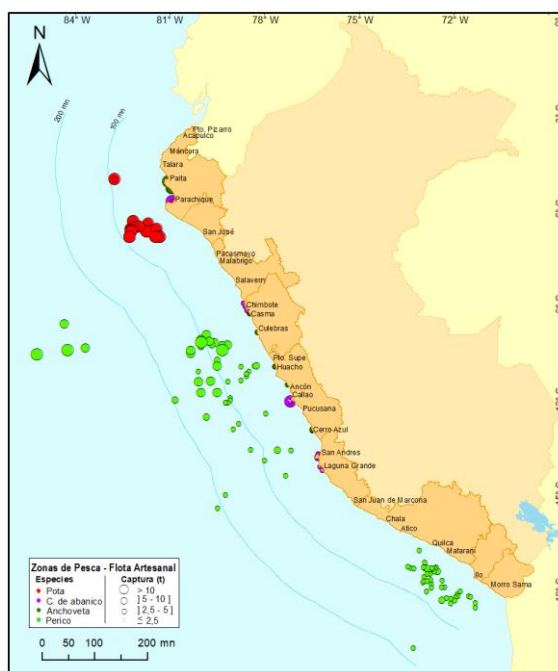 84°W 81°W 78°W 75°W 72°W
N
200 mn
100 mn
Pto. Pizarro
Acapulco
Máncora
Talara
Paita
Parachique
San José
Pacasmayo
Malabrigo
Salaverry
Chimbote
Casma
Culebras
Pto. Supe
Huacho
Ancón
Callao
Pucusana
Cerro Azul
San Andres
Laguna Grande
San Juan de Marcona
Chala
Atico
Quilca
Matarani
Ilo
Morro Sama
Zonas de Pesca - Flota Artesanal
Especies Captura (t)
Pota > 10
C. de abanico ] 5 - 10 ]
Anchoveta ] 2,5 - 5 ]
Perico ≤ 2,5
0 50 100 200 mn